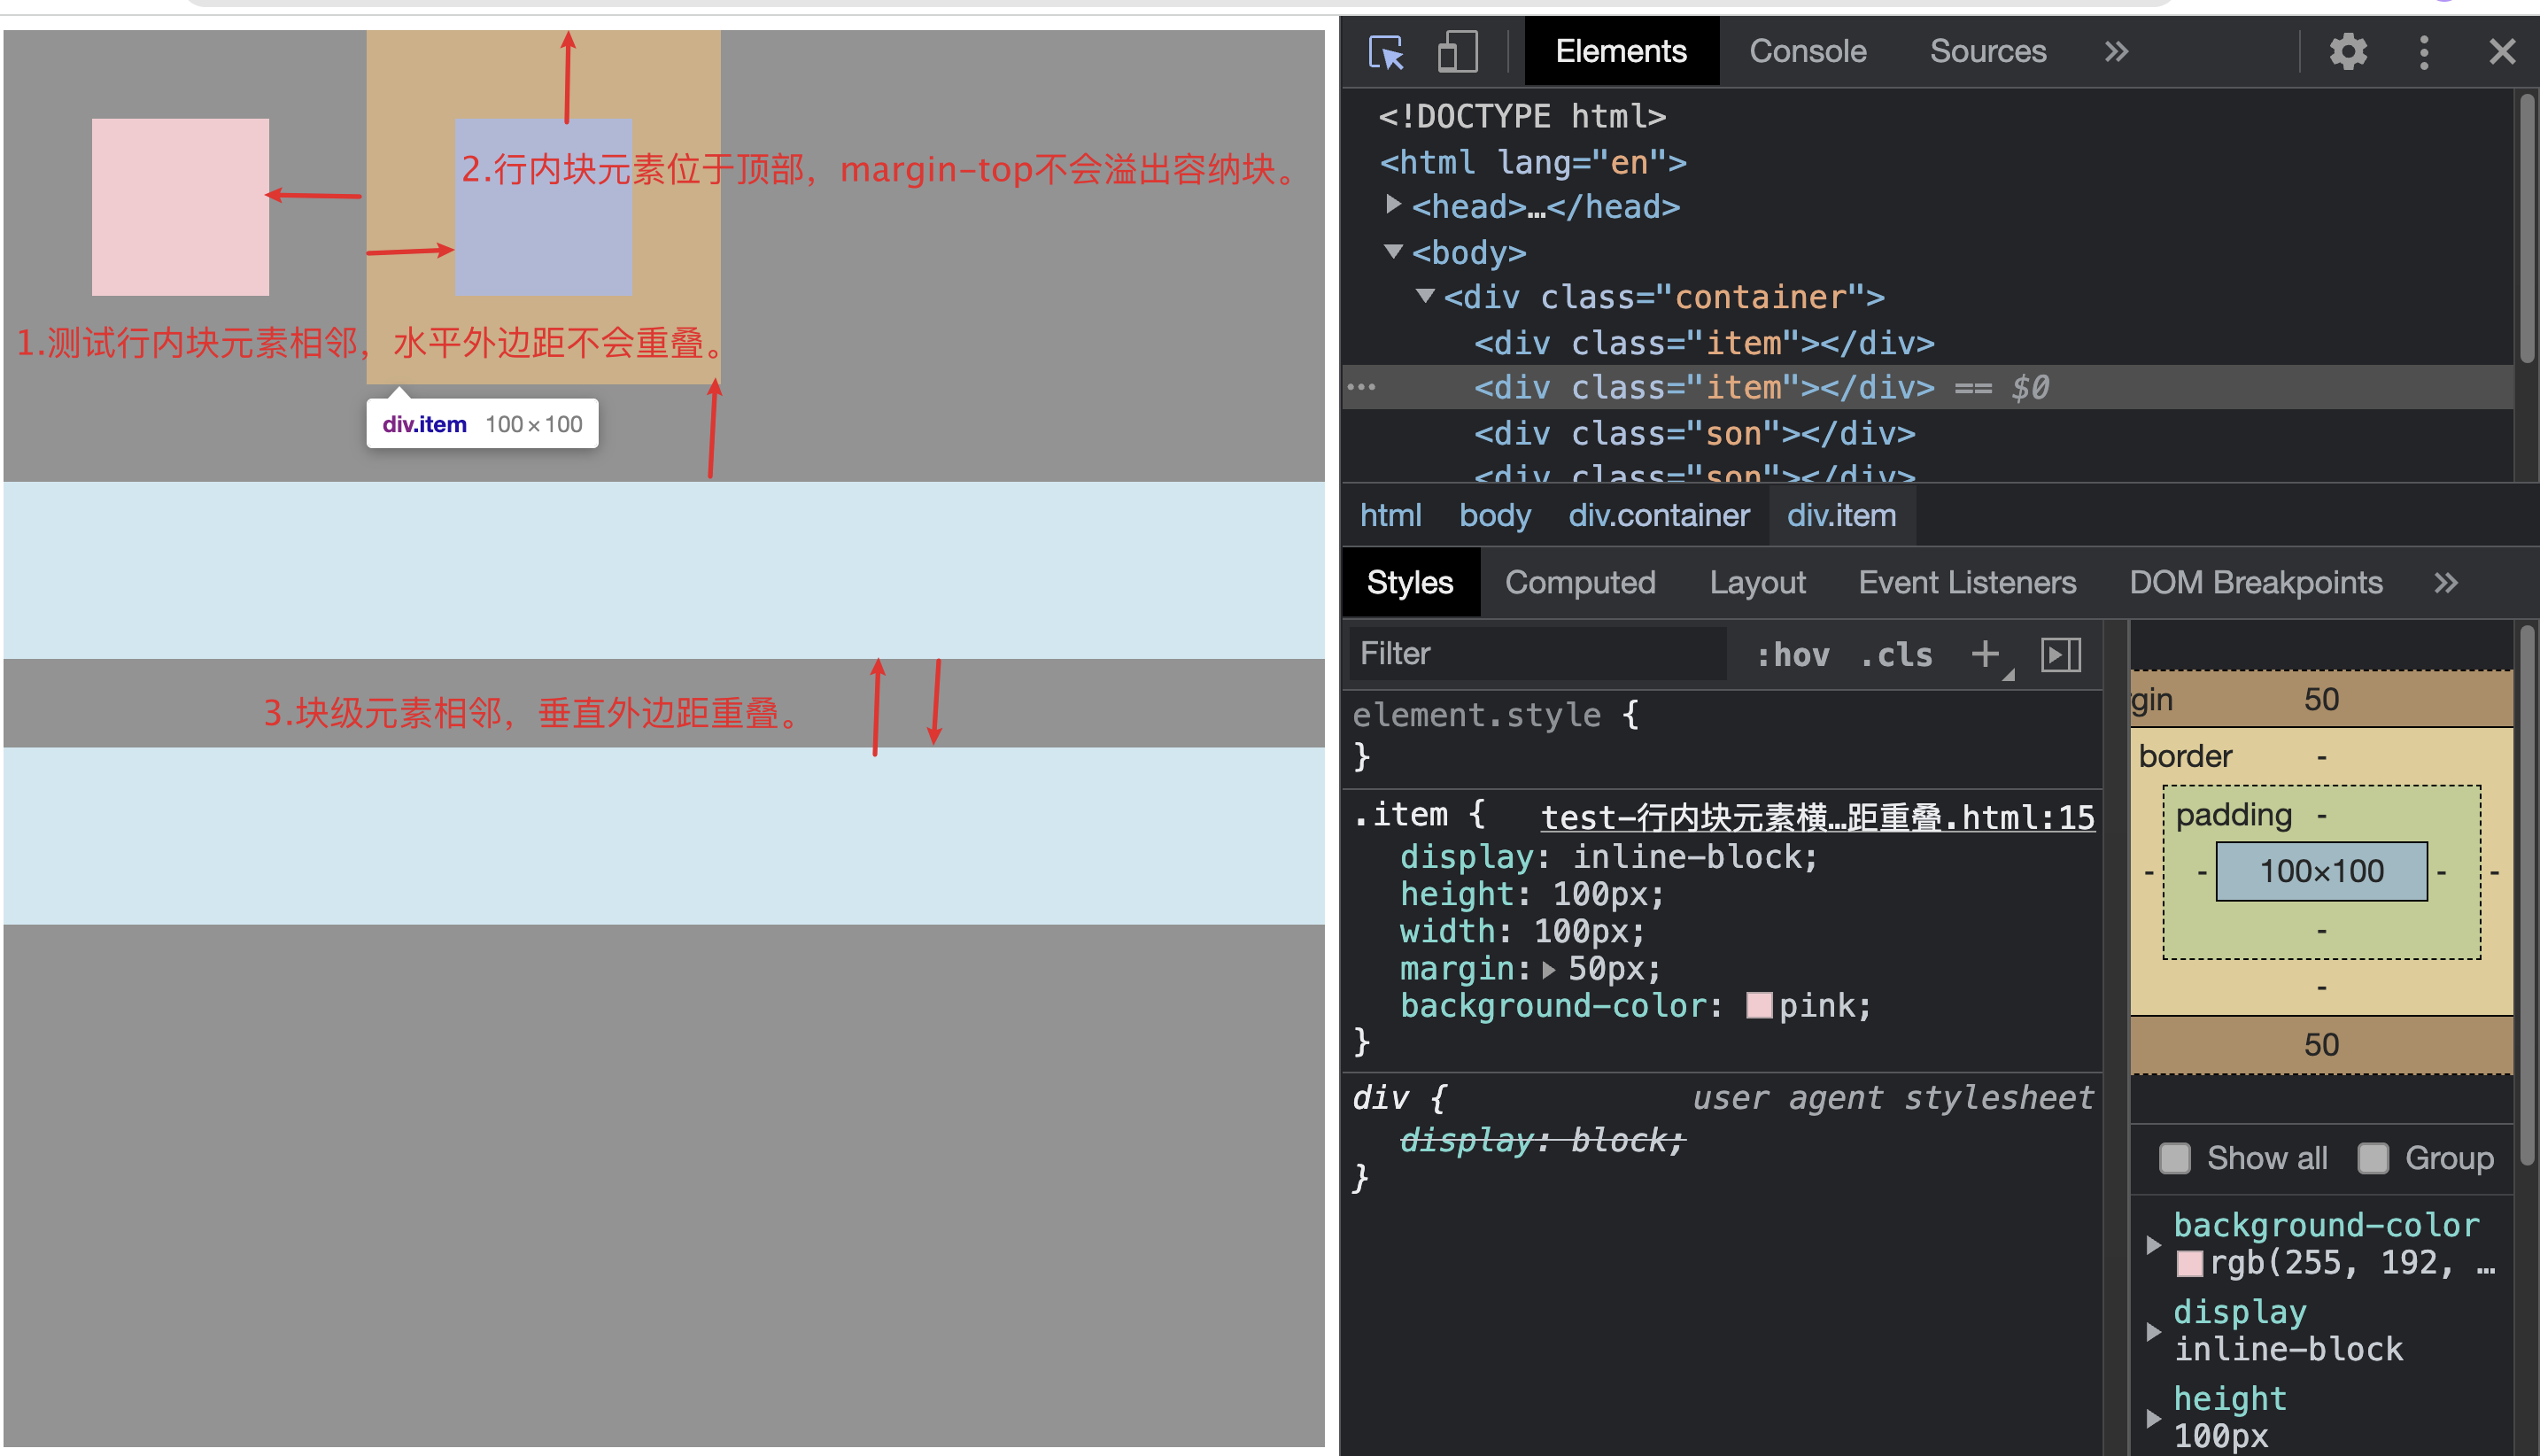 2.行内块元素位于顶部，margin-top不会溢出容纳块。
1.测试行内块元素相邻，水平外边距不会重叠。
div.item 100×100
3.块级元素相邻，垂直外边距重叠。
Elements Console Sources »
<!DOCTYPE html>
<html lang="en">
▶<head>…</head>
▼<body>
▼<div class="container">
<div class="item"></div>
… <div class="item"></div> == $0
<div class="son"></div>
<div class="son"></div>
html body div.container div.item
Styles Computed Layout Event Listeners DOM Breakpoints »
Filter :hov .cls +
element.style {
}
.item { test-行内块元素横…距重叠.html:15
display: inline-block;
height: 100px;
width: 100px;
margin:▶ 50px;
background-color: pink;
}
div { user agent stylesheet
display: block;
}
gin 50
border -
padding -
- - 100×100 - -
-
-
50
Show all Group
background-color
rgb(255, 192, …
display
inline-block
height
100px